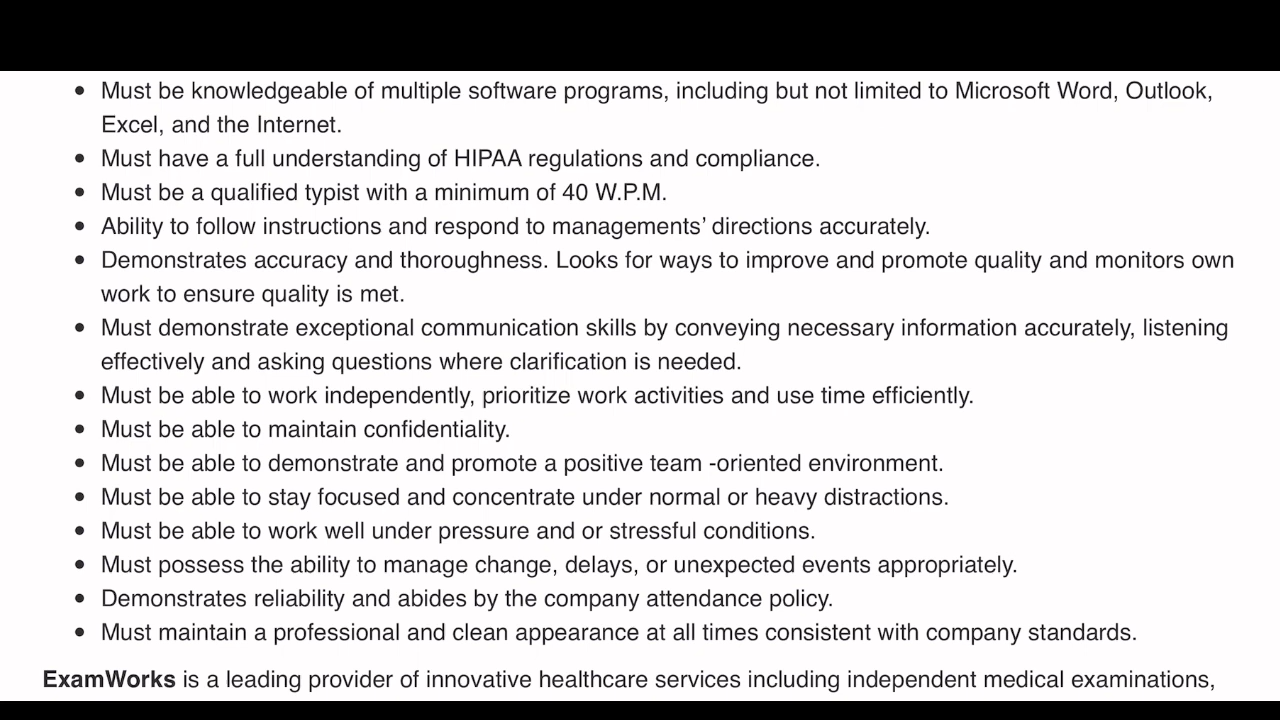 • Must be knowledgeable of multiple software programs, including but not limited to Microsoft Word, Outlook,
Excel, and the Internet.
• Must have a full understanding of HIPAA regulations and compliance.
• Must be a qualified typist with a minimum of 40 W.P.M.
• Ability to follow instructions and respond to managements’ directions accurately.
• Demonstrates accuracy and thoroughness. Looks for ways to improve and promote quality and monitors own
work to ensure quality is met.
• Must demonstrate exceptional communication skills by conveying necessary information accurately, listening
effectively and asking questions where clarification is needed.
• Must be able to work independently, prioritize work activities and use time efficiently.
• Must be able to maintain confidentiality.
• Must be able to demonstrate and promote a positive team -oriented environment.
• Must be able to stay focused and concentrate under normal or heavy distractions.
• Must be able to work well under pressure and or stressful conditions.
• Must possess the ability to manage change, delays, or unexpected events appropriately.
• Demonstrates reliability and abides by the company attendance policy.
• Must maintain a professional and clean appearance at all times consistent with company standards.
ExamWorks is a leading provider of innovative healthcare services including independent medical examinations,